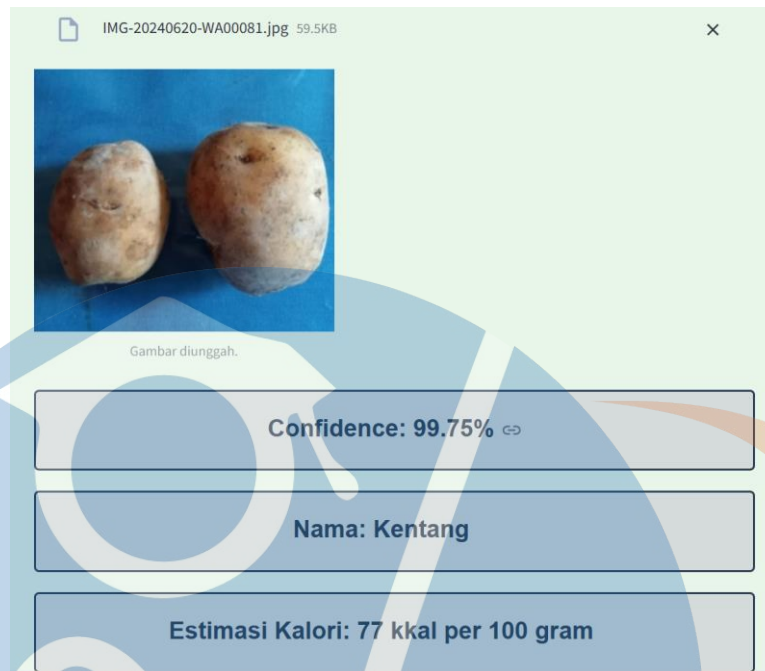 IMG-20240620-WA00081.jpg 59.5KB
Gambar diunggah.
Confidence: 99.75%
Nama: Kentang
Estimasi Kalori: 77 kkal per 100 gram